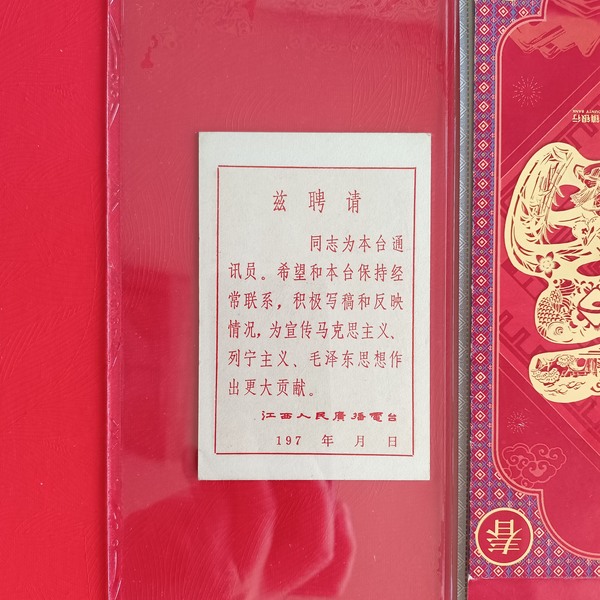 兹聘请
同志为本台通
讯员。希望和本台保持经
常联系，积极写稿和反映
情况，为宣传马克思主义、
列宁主义、毛泽东思想作
出更大贡献。
江西人民廣播電台
197 年 月 日
春